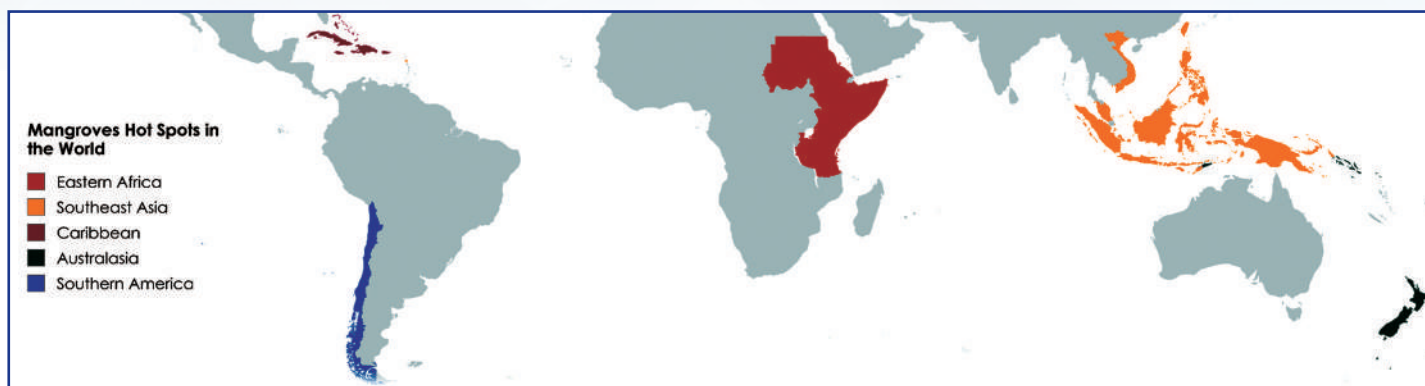 Mangroves Hot Spots in
the World
Eastern Africa
Southeast Asia
Caribbean
Australasia
Southern America